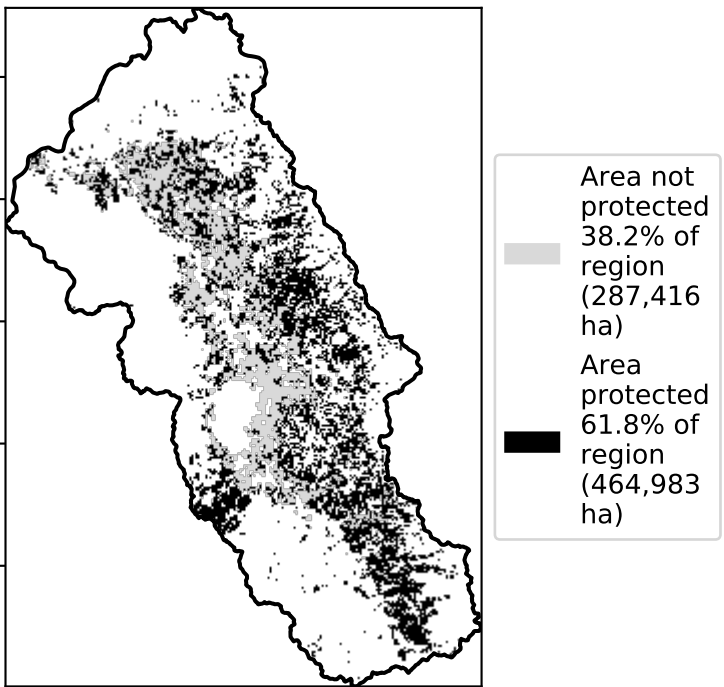 Area not
protected
38.2% of
region
(287,416
ha)
Area
protected
61.8% of
region
(464,983
ha)